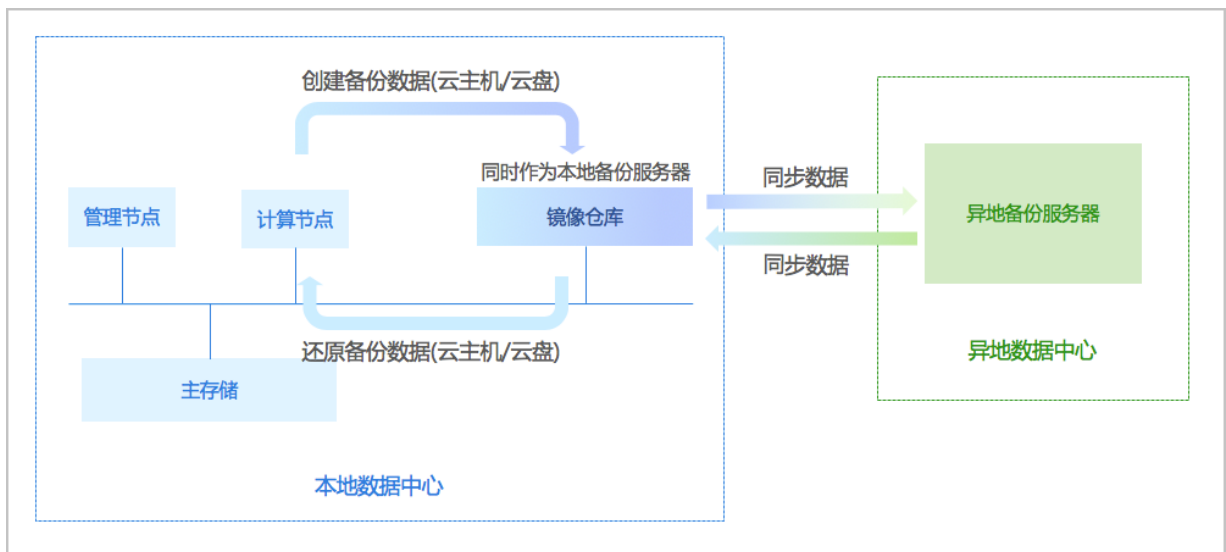 创建备份数据(云主机/云盘)
同时作为本地备份服务器
管理节点
计算节点
镜像仓库
同步数据
同步数据
异地备份服务器
还原备份数据(云主机/云盘)
主存储
异地数据中心
本地数据中心